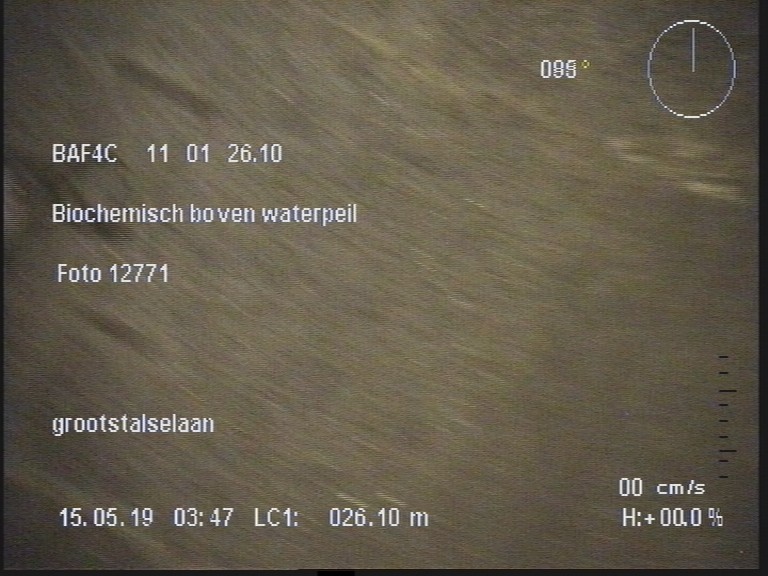 BAF4C 11 01 26.10
Biochemisch boven waterpeil
Foto 12771
grootstalselaan
00 cm/s
15.05.19 03:47 LC1: 026.10 m H:+00.0 %